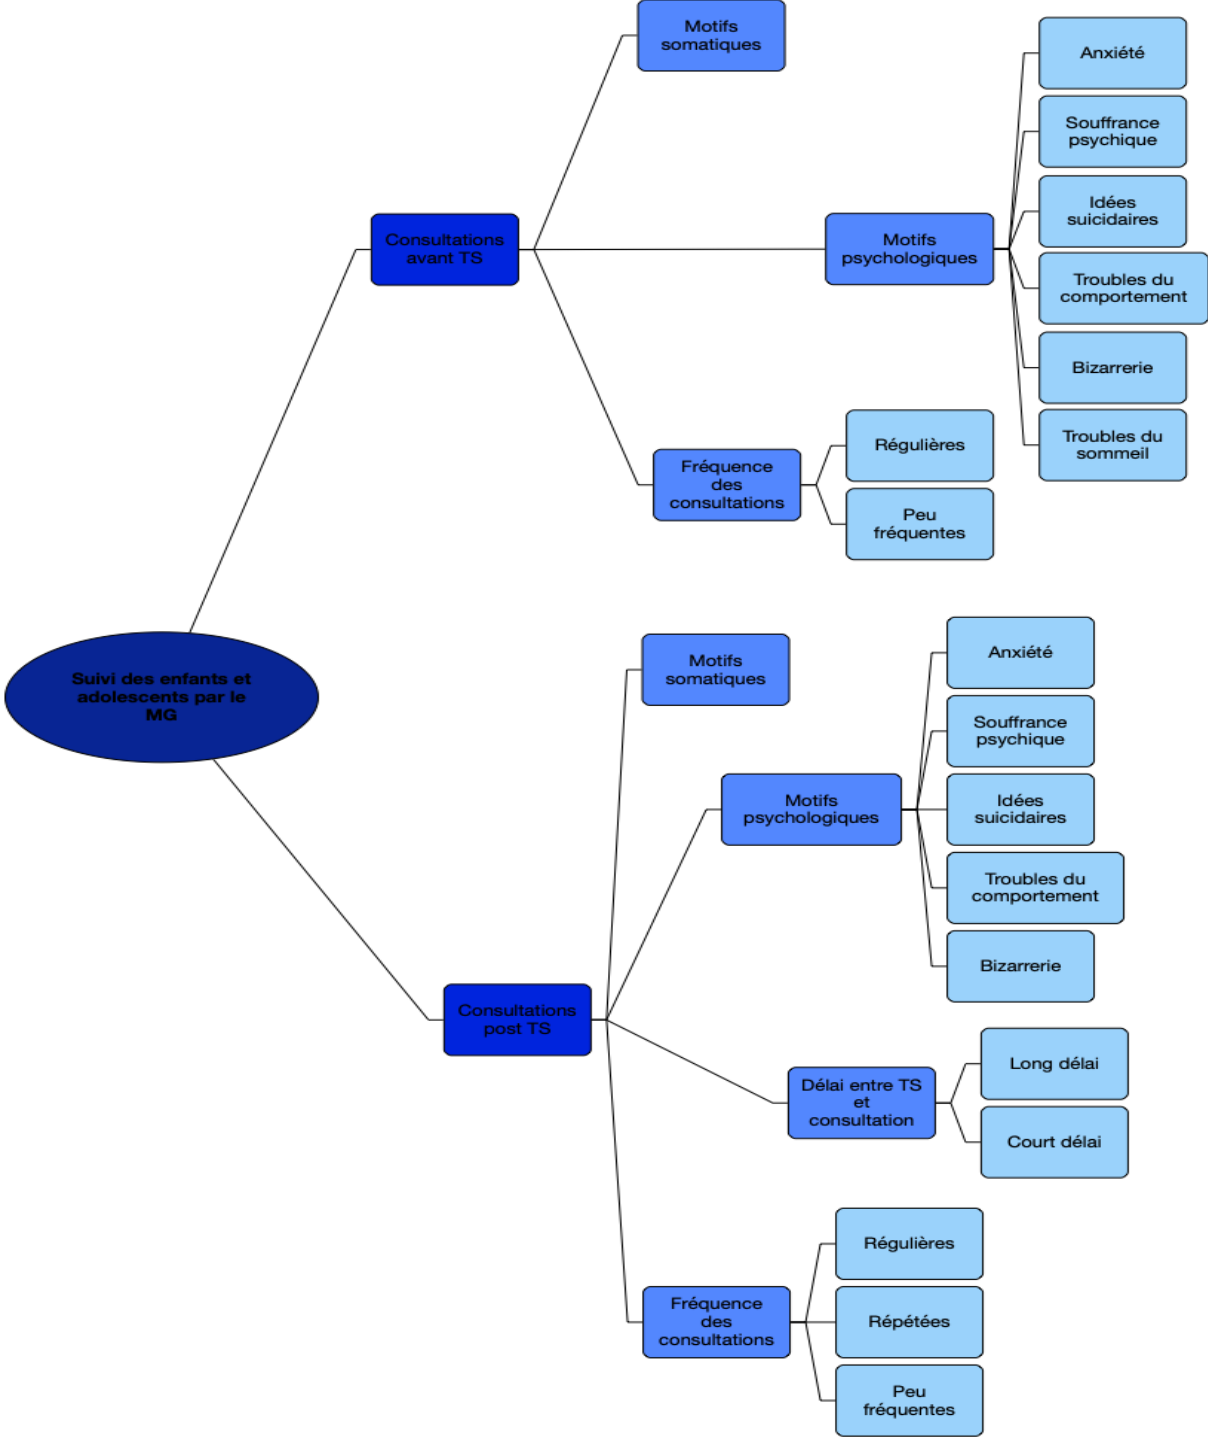 Suivi des enfants et
adolescents par le
MG
Consultations
avant TS
Motifs
somatiques
Motifs
psychologiques
Anxiété
Souffrance
psychique
Idées
suicidaires
Troubles du
comportement
Bizarrerie
Troubles du
sommeil
Fréquence
des
consultations
Régulières
Peu
fréquentes
Consultations
post TS
Motifs
somatiques
Motifs
psychologiques
Anxiété
Souffrance
psychique
Idées
suicidaires
Troubles du
comportement
Bizarrerie
Délai entre TS
et
consultation
Long délai
Court délai
Fréquence
des
consultations
Régulières
Répétées
Peu
fréquentes